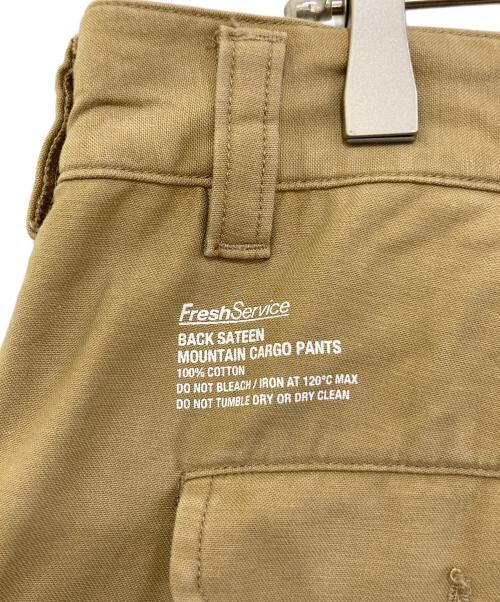 FreshService
BACK SATEEN
MOUNTAIN CARGO PANTS
100% COTTON
DO NOT BLEACH / IRON AT 120°C MAX
DO NOT TUMBLE DRY OR DRY CLEAN